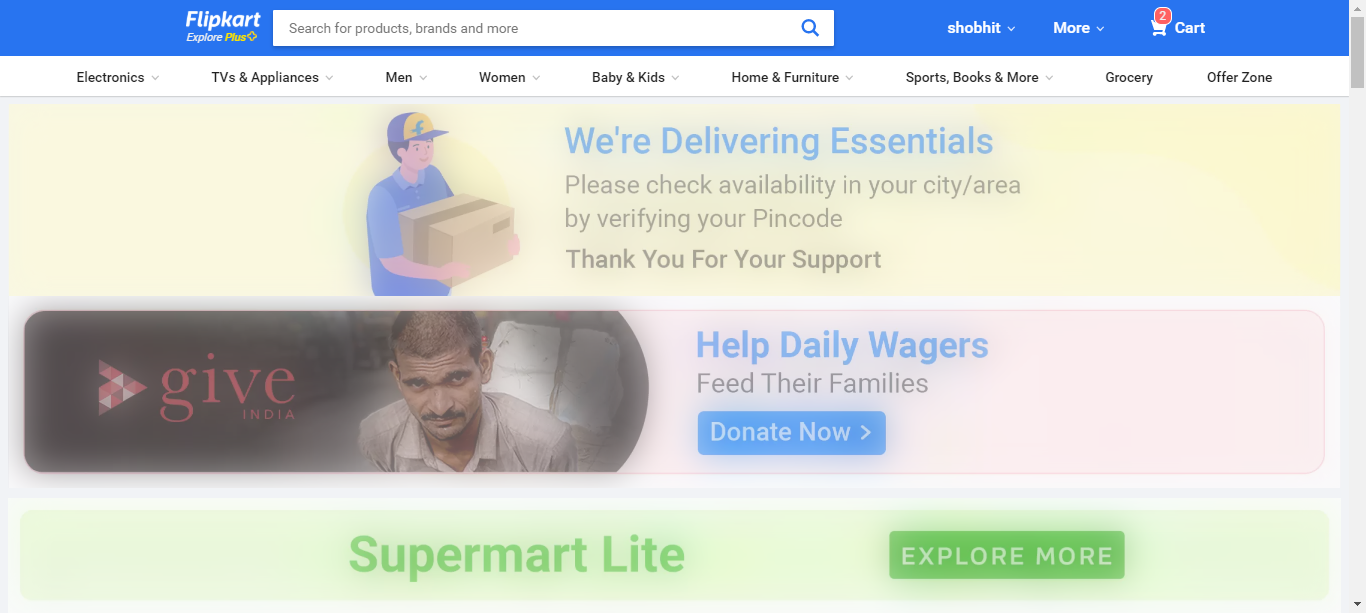 Flipkart
Explore Plus
Search for products, brands and more
shobhit
More
2
Cart
Electronics
TVs & Appliances
Men
Women
Baby & Kids
Home & Furniture
Sports, Books & More
Grocery
Offer Zone
We're Delivering Essentials
Please check availability in your city/area
by verifying your Pincode
Thank You For Your Support
give
INDIA
Help Daily Wagers
Feed Their Families
Donate Now >
Supermart Lite
EXPLORE MORE